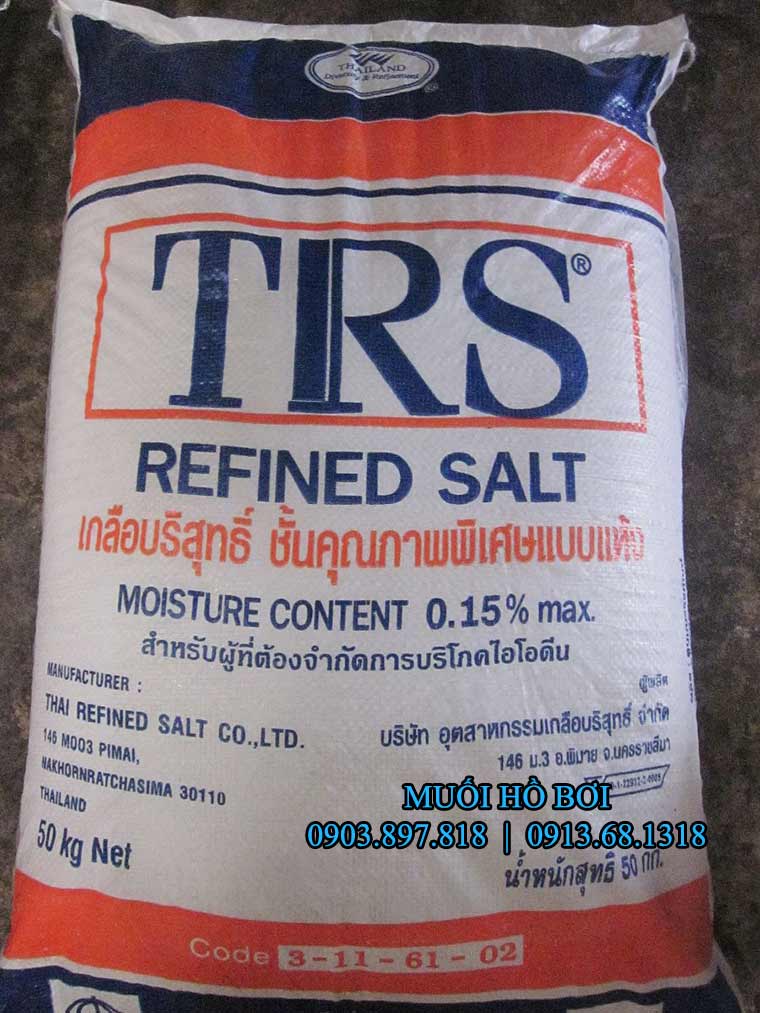 THAILAND
TRS®
REFINED SALT
เกลือบริสุทธิ์ ชั้นคุณภาพพิเศษแบบแห้ง
MOISTURE CONTENT 0.15% max.
สำหรับผู้ที่ต้องจำกัดการบริโภคไอโอดีน
MANUFACTURER :
THAI REFINED SALT CO.,LTD.
146 MOO3 PIMAI,
NAKHORNRATCHASIMA 30110
THAILAND
50 kg Net
ผู้ผลิต
บริษัท อุตสาหกรรมเกลือบริสุทธิ์ จำกัด
146 ม.3 อ.พิมาย จ.นครราชสีมา
MUỐI HỒ BƠI
0903.897.818 | 0913.68.1318
น้ำหนักสุทธิ 50 กก.
Code 3-11-61-02